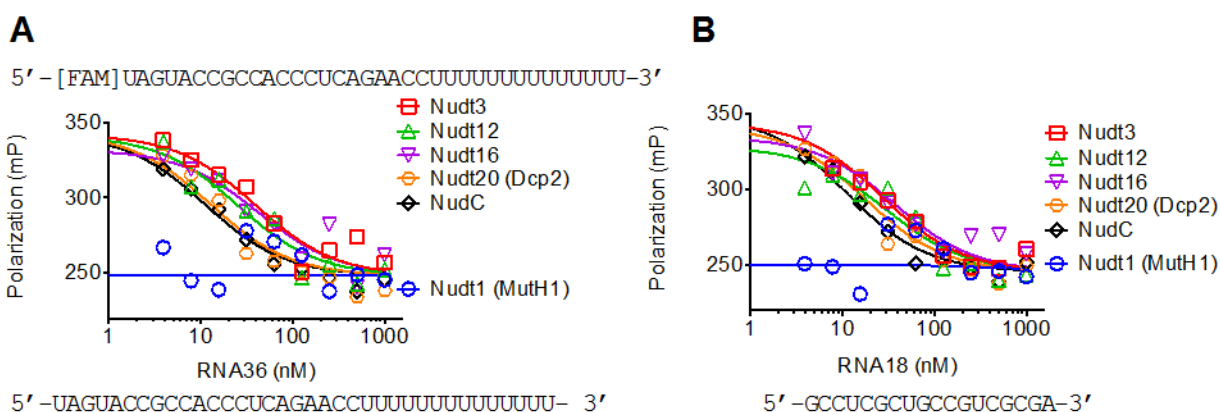 A
B
5’-[FAM]UAGUACCGCCACCCUCAGAACCUUUUUUUUUUUUUU-3’
350
300
250
Polarization (mP)
Nudt3
Nudt12
Nudt16
Nudt20 (Dcp2)
NudC
Nudt1 (MutH1)
1 10 100 1000
RNA36 (nM)
5’-UAGUACCGCCACCCUCAGAACCUUUUUUUUUUUUUU- 3’
350
300
250
Polarization (mP)
Nudt3
Nudt12
Nudt16
Nudt20 (Dcp2)
NudC
Nudt1 (MutH1)
1 10 100 1000
RNA18 (nM)
5’-GCCUCGCUGCCGUCGCGA-3’